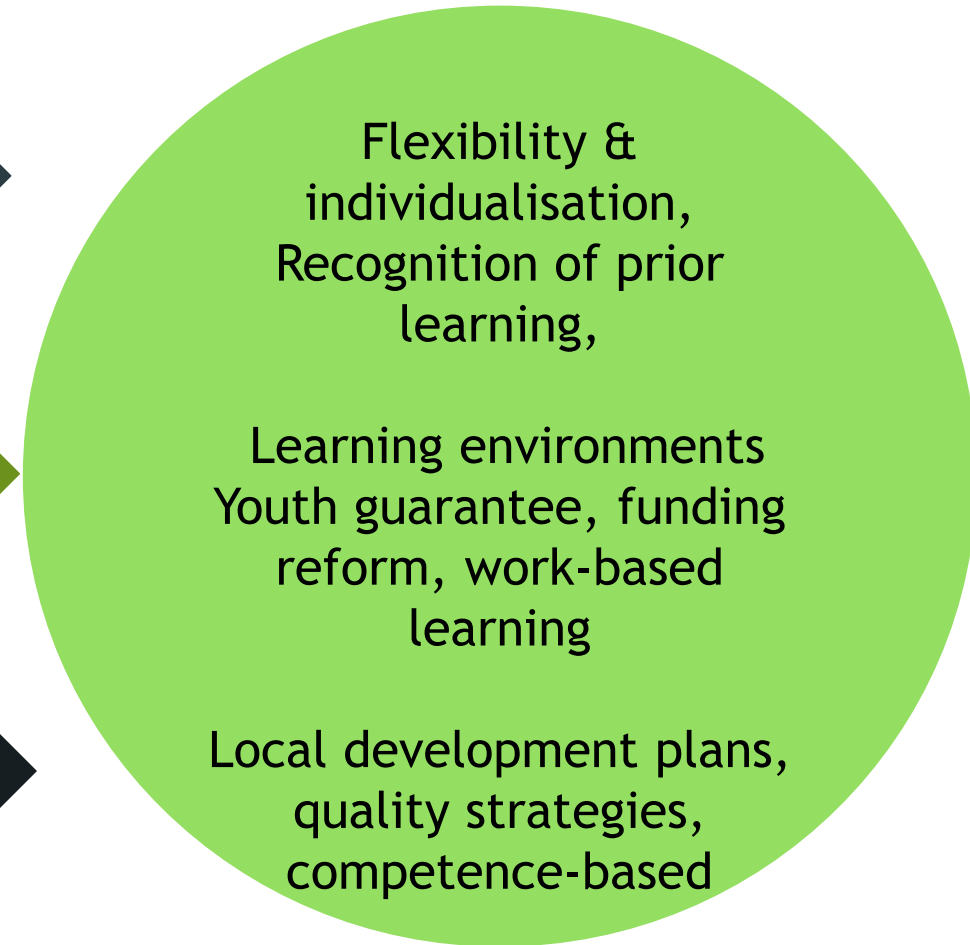 Flexibility &
individualisation,
Recognition of prior
learning,
Learning environments
Youth guarantee, funding
reform, work-based
learning
Local development plans,
quality strategies,
competence-based